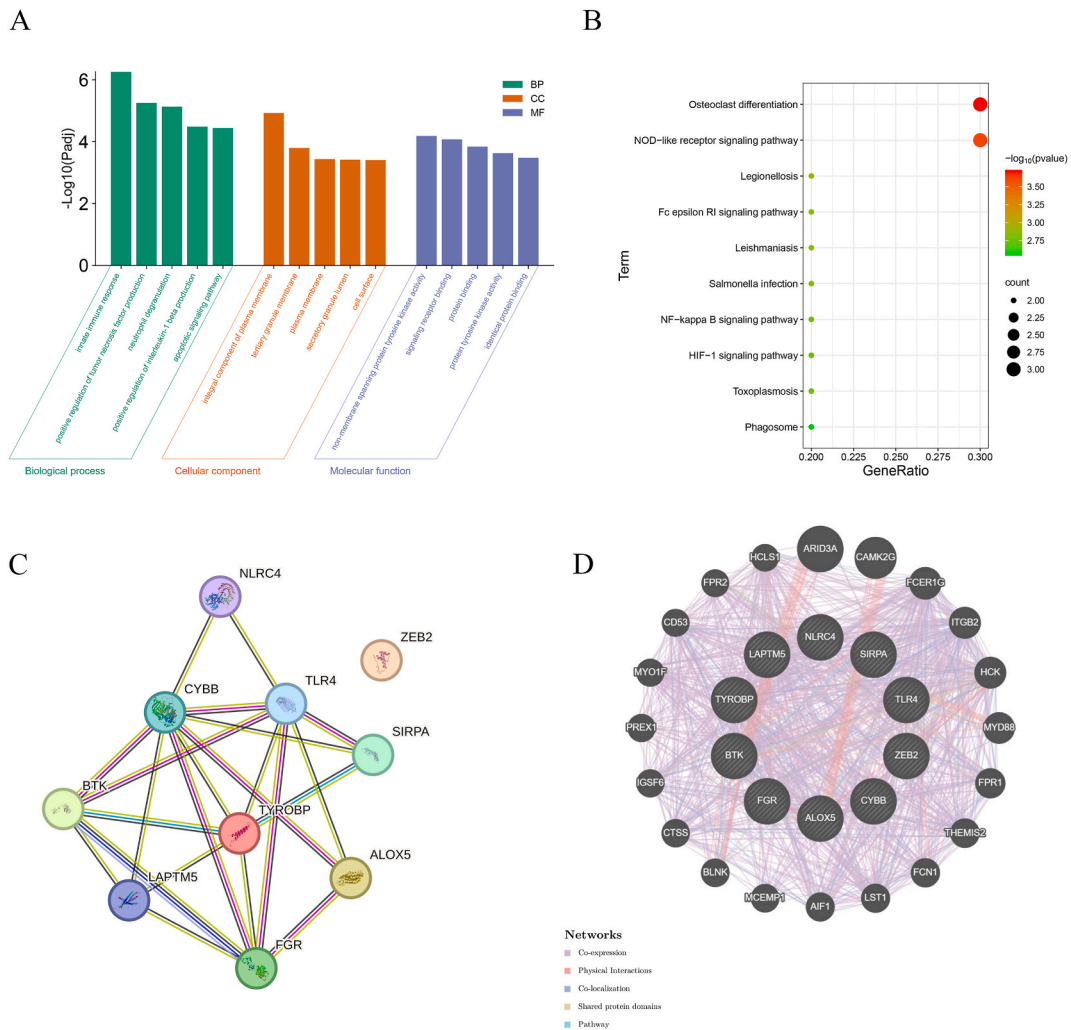 A
6
4
2
0
-Log10(Padj)
BP
CC
MF
innate immune response
positive regulation of tumor necrosis factor production
neutrophil degranulation
positive regulation of interleukin-1 beta production
apoptotic signaling pathway
integral component of plasma membrane
tertiary granule membrane
plasma membrane
secretory granule lumen
cell surface
non-membrane spanning protein tyrosine kinase activity
signaling receptor binding
protein binding
protein tyrosine kinase activity
identical protein binding
Biological process
Cellular component
Molecular function
B
Term
Osteoclast differentiation
NOD−like receptor signaling pathway
Legionellosis
Fc epsilon RI signaling pathway
Leishmaniasis
Salmonella infection
NF−kappa B signaling pathway
HIF−1 signaling pathway
Toxoplasmosis
Phagosome
0.200 0.225 0.250 0.275 0.300
GeneRatio
−log10(pvalue)
3.50
3.25
3.00
2.75
count
2.00
2.25
2.50
2.75
3.00
C
NLRC4
ZEB2
CYBB
TLR4
SIRPA
BTK
TYROBP
ALOX5
LAPTM5
FGR
D
ARID3A
CAMK2G
HCLS1
FCER1G
FPR2
ITGB2
CD53
NLRC4
LAPTM5
SIRPA
MYO1F
HCK
TYROBP
TLR4
PREX1
MYD88
BTK
ZEB2
IGSF6
FPR1
FGR
CYBB
ALOX5
CTSS
THEMIS2
BLNK
FCN1
MCEMP1
LST1
AIF1
Networks
Co-expression
Physical Interactions
Co-localization
Shared protein domains
Pathway